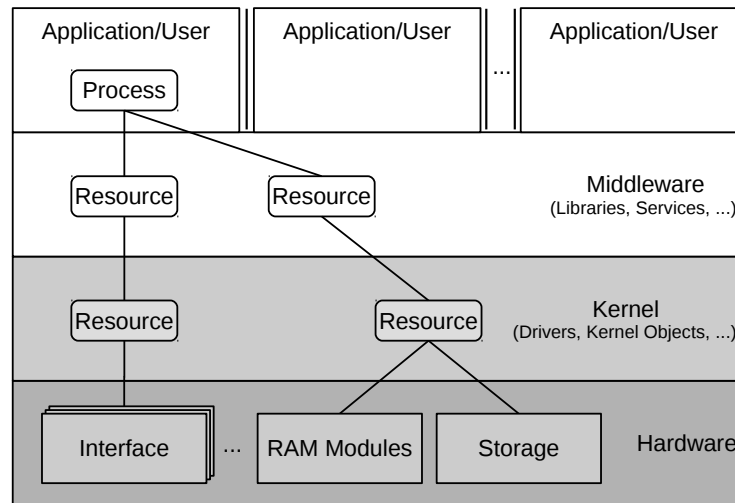 Application/User
Application/User
Application/User
...
Process
Resource
Resource
Middleware
(Libraries, Services, ...)
Resource
Resource
Kernel
(Drivers, Kernel Objects, ...)
Interface
...
RAM Modules
Storage
Hardware